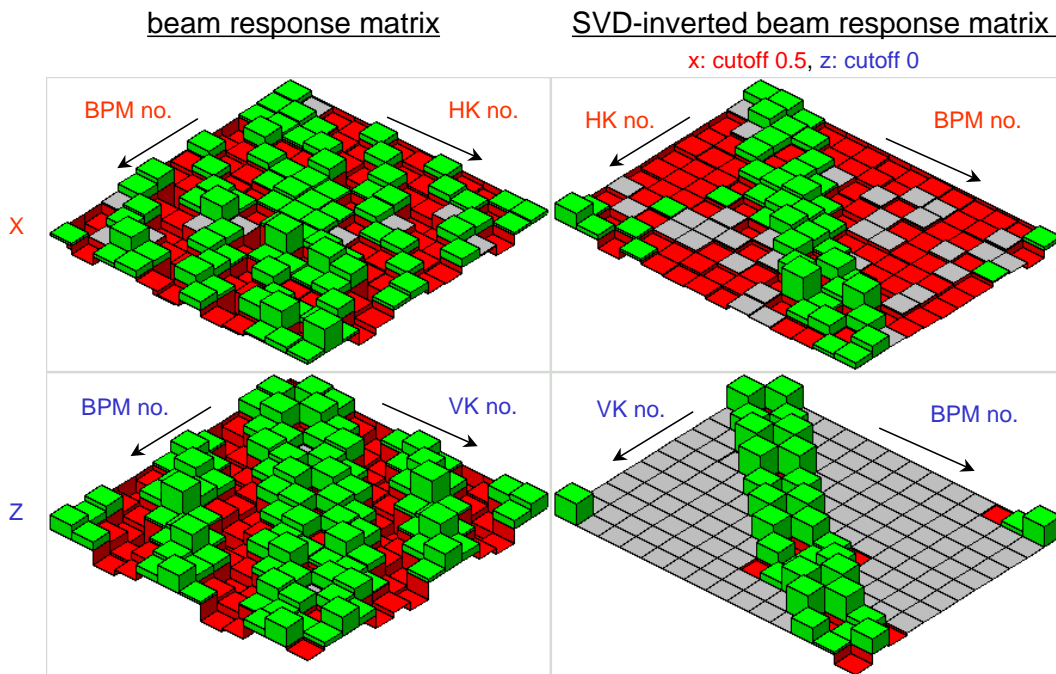 beam response matrix
SVD-inverted beam response matrix
x: cutoff 0.5, z: cutoff 0
BPM no.
HK no.
HK no.
BPM no.
X
BPM no.
VK no.
VK no.
BPM no.
Z